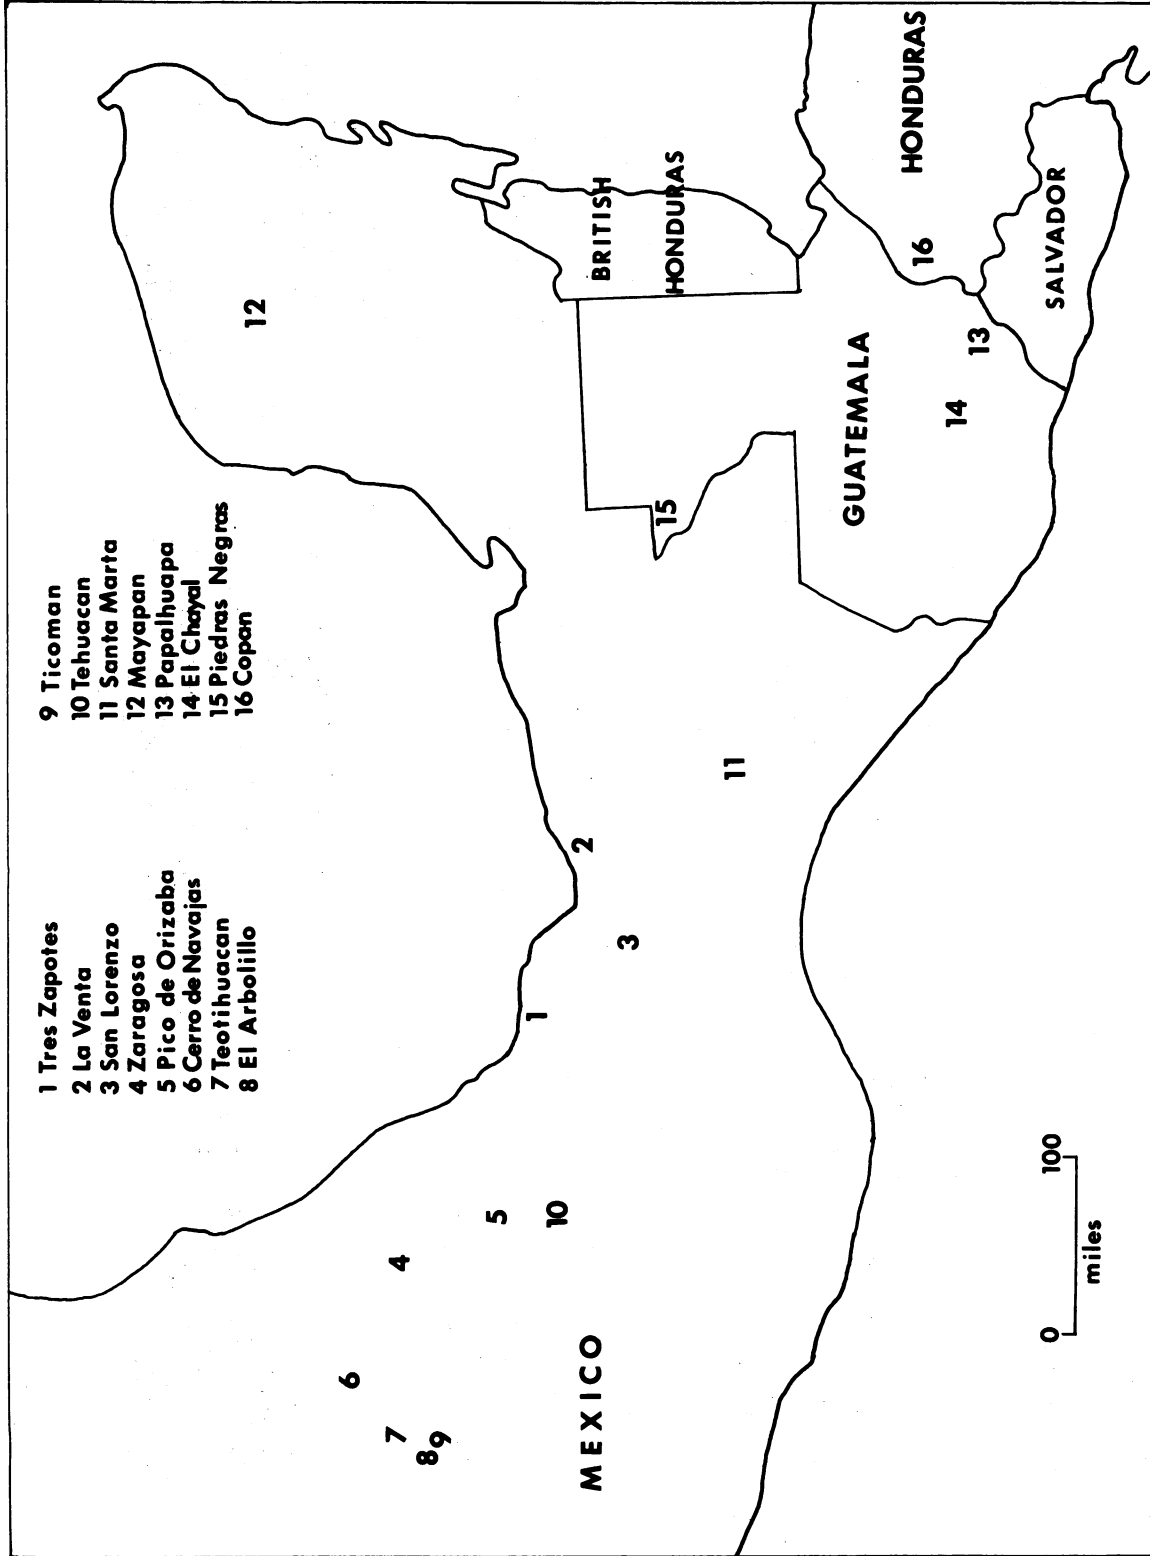 1 Tres Zapotes
2 La Venta
3 San Lorenzo
4 Zaragosa
5 Pico de Orizaba
6 Cerro de Navajas
7 Teotihuacan
8 El Arbolillo
9 Ticoman
10 Tehuacan
11 Santa Marta
12 Mayapan
13 Papalhuapa
14 El Chayal
15 Piedras Negras
16 Copan
12
6
7
4
8
9
5
10
1
2
3
MEXICO
11
15
BRITISH
HONDURAS
GUATEMALA
14
13
16
HONDURAS
SALVADOR
0
100
miles